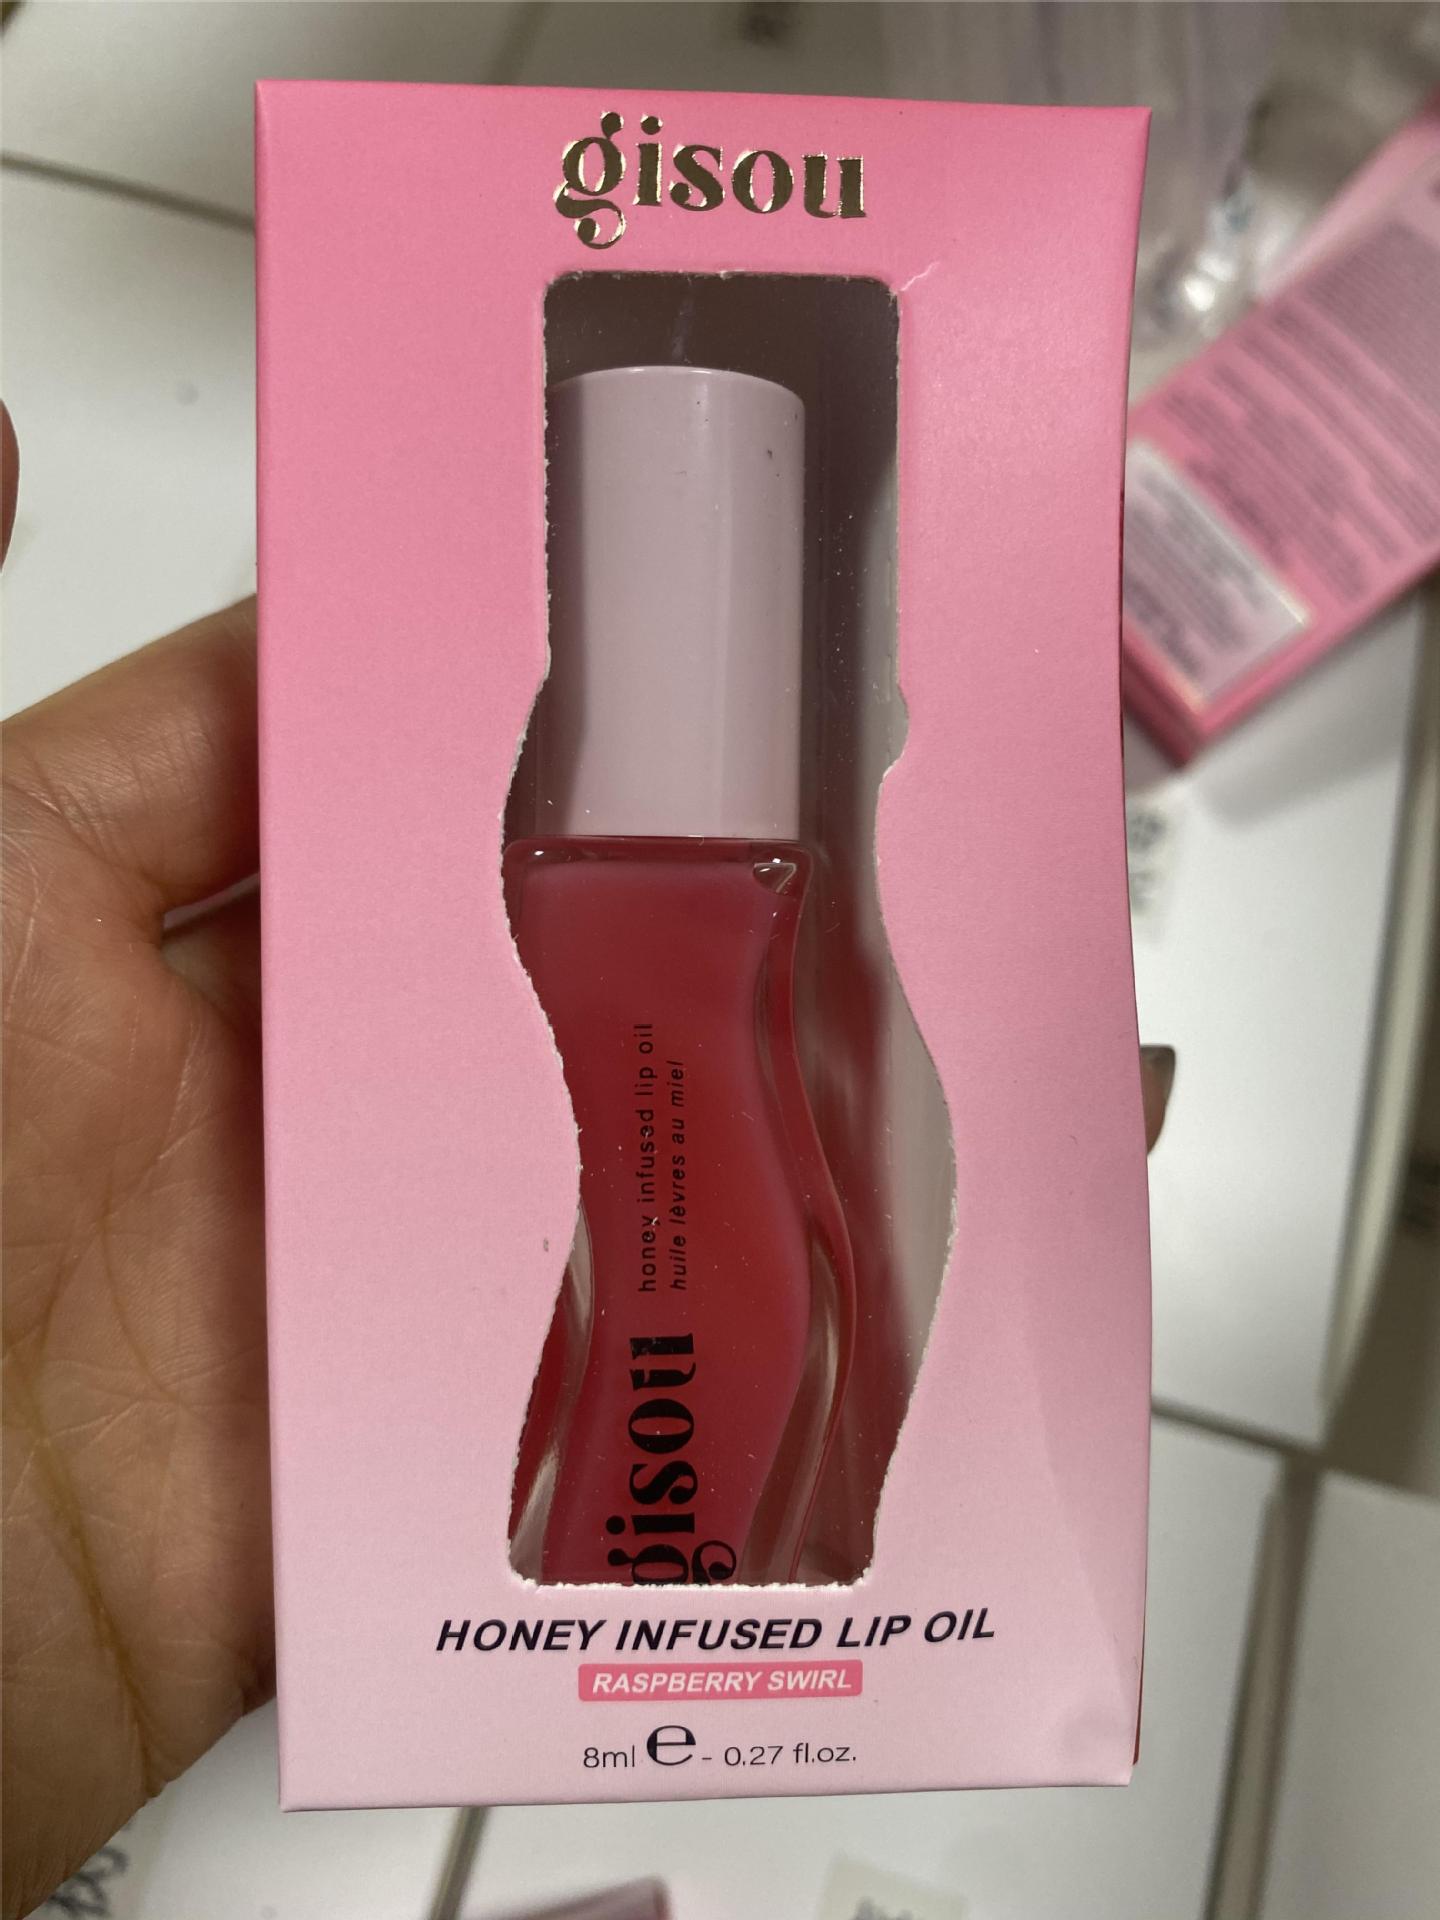 gisou
honey infused lip oil
huile lèvres au miel
gisou
HONEY INFUSED LIP OIL
RASPBERRY SWIRL
8ml e - 0.27 fl.oz.